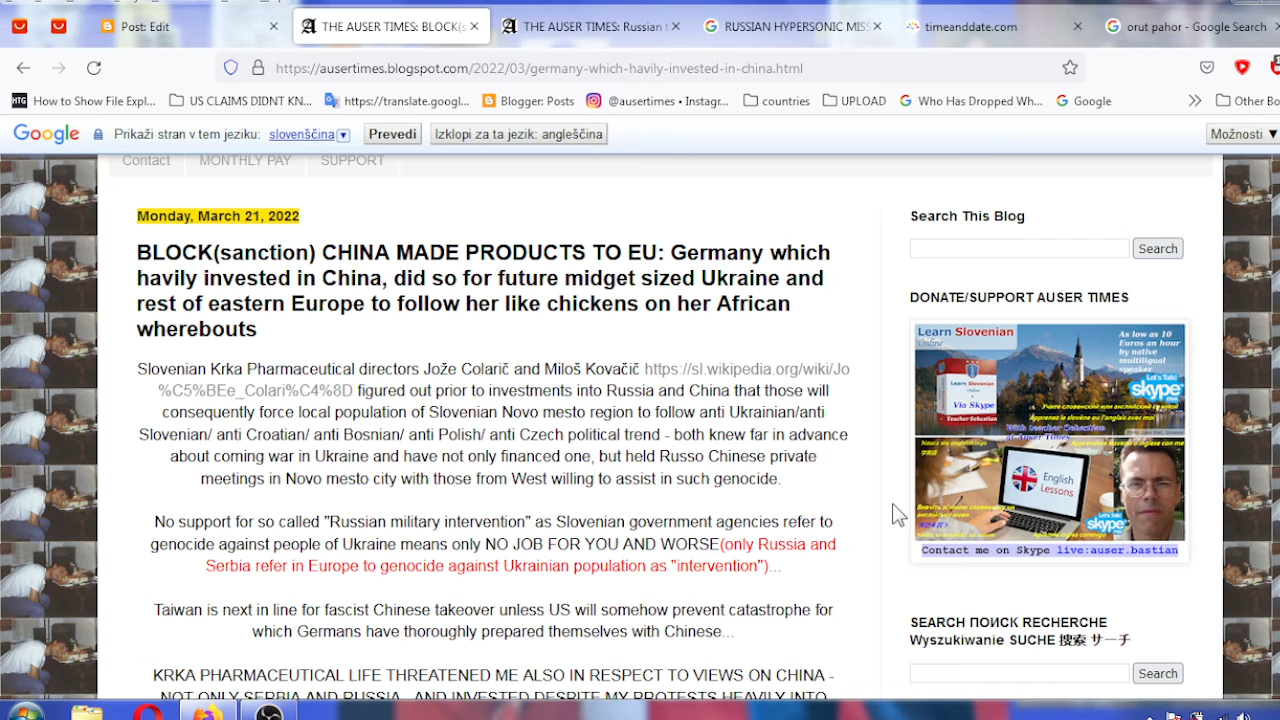 Post: Edit × THE AUSER TIMES: BLOCK(s × THE AUSER TIMES: Russian t × RUSSIAN HYPERSONIC MISS × timeanddate.com × orut pahor - Google Search
https://ausertimes.blogspot.com/2022/03/germany-which-havily-invested-in-china.html
How to Show File Expl... US CLAIMS DIDNT KN... https://translate.googl... Blogger: Posts @ausertimes • Instagr... countries UPLOAD Who Has Dropped Wh... Google Other Bo
Google Prikaži stran v tem jeziku: slovenščina Prevedi Izklopi za ta jezik: angleščina Možnosti ▼
Contact MONTHLY PAY SUPPORT
Monday, March 21, 2022
BLOCK(sanction) CHINA MADE PRODUCTS TO EU: Germany which
havily invested in China, did so for future midget sized Ukraine and
rest of eastern Europe to follow her like chickens on her African
wherebouts
Slovenian Krka Pharmaceutical directors Jože Colarič and Miloš Kovačič https://sl.wikipedia.org/wiki/Jo
%C5%BEe_Colari%C4%8D figured out poor investments into Russia and China that those will
consequently force local population of Slovenian Novo mesto region to follow anti Ukrainian/anti
Slovenian/ anti Croatian/ anti Bosnian/ anti Polish/ anti Czech political trend - both knew far in advance
about coming war in Ukraine and have not only financed one, but held Russo Chinese private
meetings in Novo mesto city with those from West willing to assist in such genocide.
No support for so called "Russian military intervention" as Slovenian government agencies refer to
genocide against people of Ukraine means only NO JOB FOR YOU AND WORSE(only Russia and
Serbia refer in Europe to genocide against Ukrainian population as "intervention")...
Taiwan is next in line for fascist Chinese takeover unless US will somehow prevent catastrophe for
which Germans have thoroughly prepared themselves with Chinese...
KRKA PHARMACEUTICAL LIFE THREATENED ME ALSO IN RESPECT TO VIEWS ON CHINA -
NOT ONLY SERBIA AND RUSSIA - AND INVESTED DESPITE MY PROTESTS HEAVILY INTO
Search This Blog
Search
DONATE/SUPPORT AUSER TIMES
Learn Slovenian
Online
As low as 10
Euros an hour
by native
multiligual
speaker
Let's Talk!
skype
Learn Slovenian
Via Skype
Teacher Sebastian
With teacher Sebastian
at Auser Times
English
Lessons
Let's Talk!
skype
Contact me on Skype live:auser.bastian
SEARCH ПОИСК RECHERCHE
Wyszukiwanie SUCHE 搜索 サーチ
Search